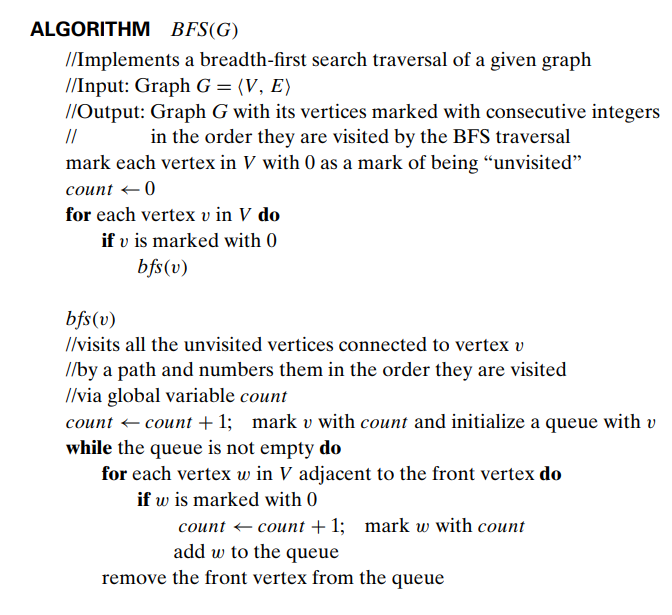 ALGORITHM BFS(G)
//Implements a breadth-first search traversal of a given graph
//Input: Graph G = ⟨V, E⟩
//Output: Graph G with its vertices marked with consecutive integers
// in the order they are visited by the BFS traversal
mark each vertex in V with 0 as a mark of being “unvisited”
count ← 0
for each vertex v in V do
if v is marked with 0
bfs(v)
bfs(v)
//visits all the unvisited vertices connected to vertex v
//by a path and numbers them in the order they are visited
//via global variable count
count ← count + 1; mark v with count and initialize a queue with v
while the queue is not empty do
for each vertex w in V adjacent to the front vertex do
if w is marked with 0
count ← count + 1; mark w with count
add w to the queue
remove the front vertex from the queue